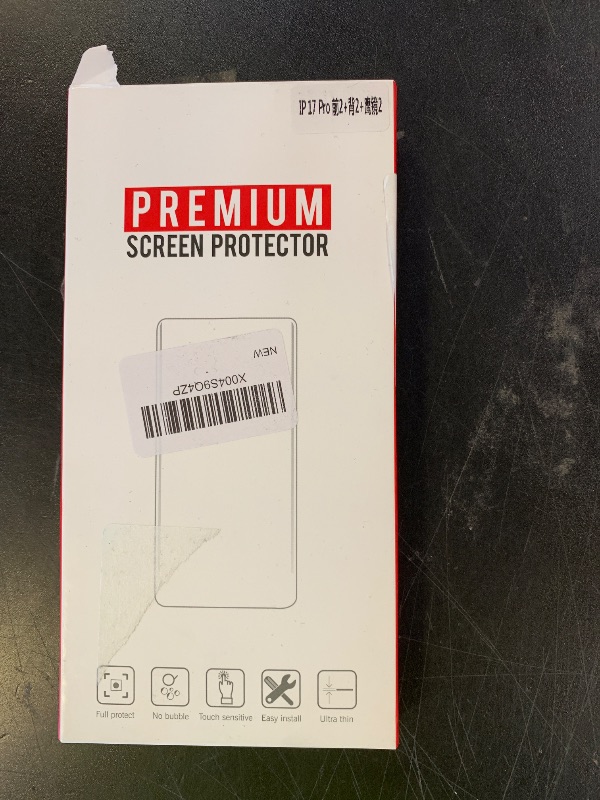 IP 17 Pro 前2+背2+鹰镜2
PREMIUM
SCREEN PROTECTOR
NEW
X004S9Q4ZP
Full protect
No bubble
Touch sensitive
Easy install
Ultra thin